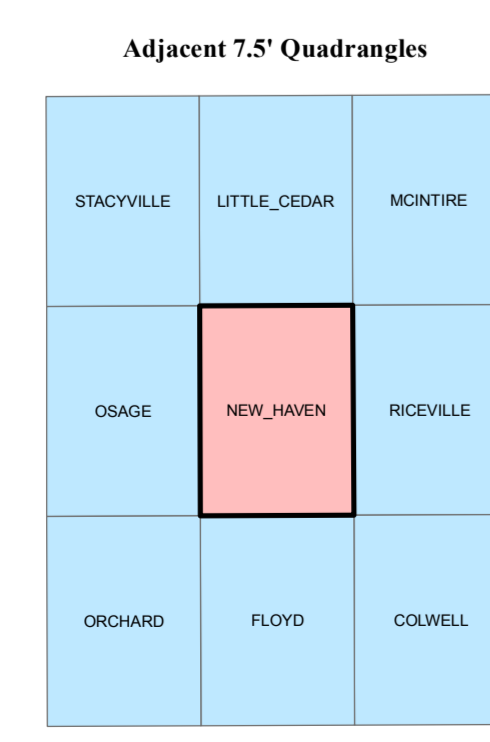 Adjacent 7.5' Quadrangles
STACYVILLE LITTLE_CEDAR MCINTIRE
OSAGE NEW_HAVEN RICEVILLE
ORCHARD FLOYD COLWELL